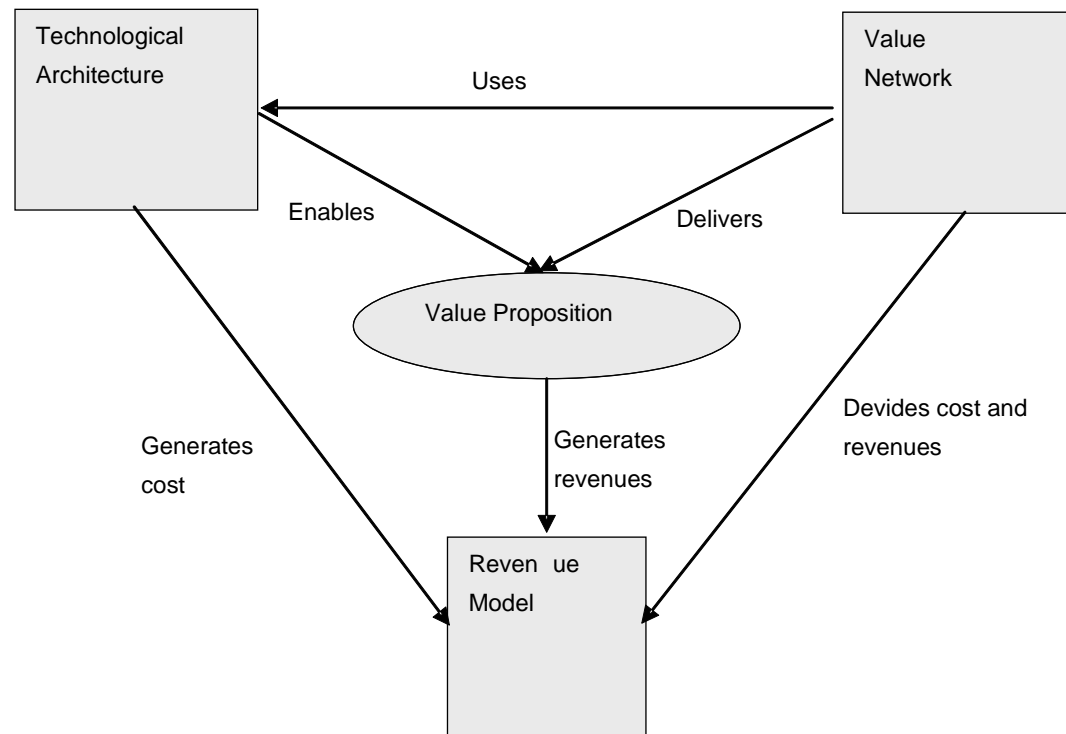 Technological
Architecture
Value
Network
Uses
Enables
Delivers
Value Proposition
Generates
cost
Generates
revenues
Devides cost and
revenues
Reven ue
Model